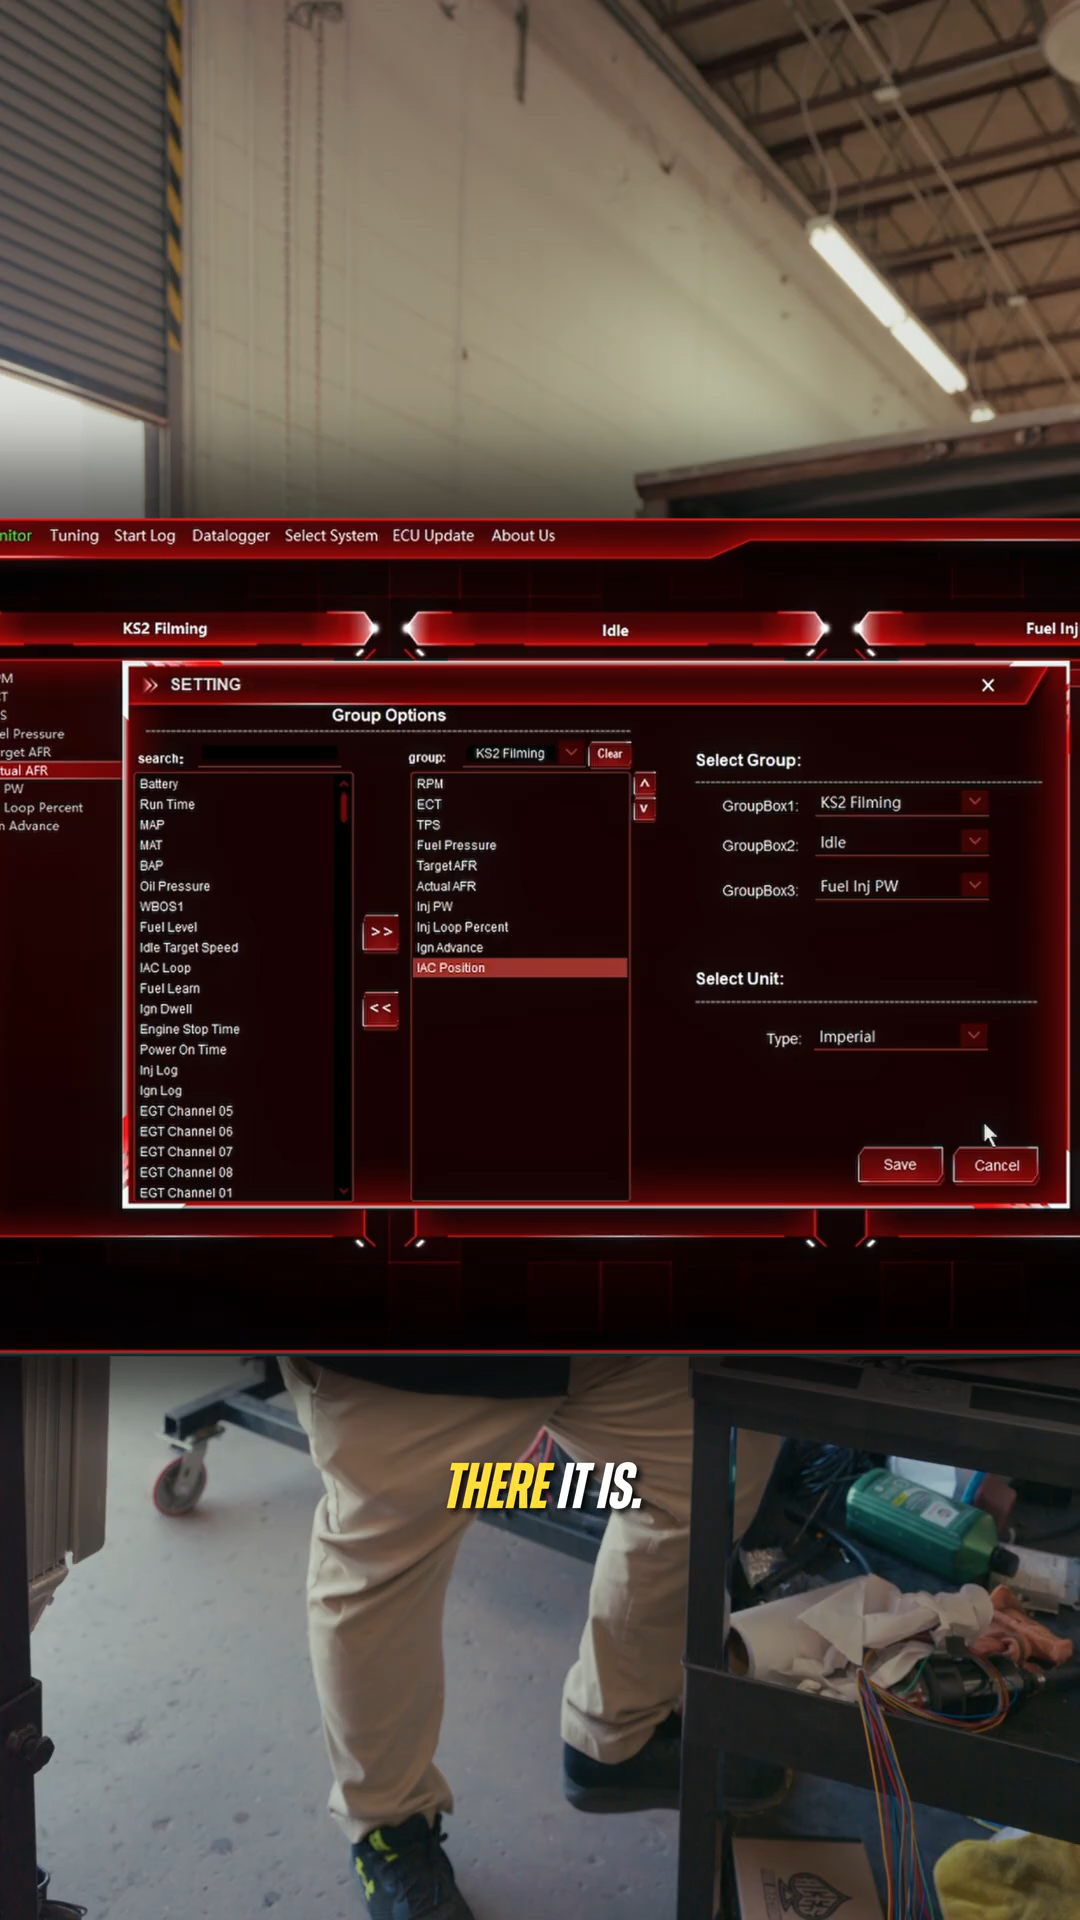 nitor Tuning Start Log Datalogger Select System ECU Update About Us
KS2 Filming
Idle
Fuel Inj
PM
CT
S
el Pressure
rget AFR
tual AFR
PW
Loop Percent
n Advance
SETTING
Group Options
search:
group: KS2 Filming Clear
Battery
Run Time
MAP
MAT
BAP
Oil Pressure
WBOS1
Fuel Level
Idle Target Speed
IAC Loop
Fuel Learn
Ign Dwell
Engine Stop Time
Power On Time
Inj Log
Ign Log
EGT Channel 05
EGT Channel 06
EGT Channel 07
EGT Channel 08
EGT Channel 01
>>
<<
RPM
ECT
TPS
Fuel Pressure
Target AFR
Actual AFR
Inj PW
Inj Loop Percent
Ign Advance
IAC Position
Select Group:
GroupBox1: KS2 Filming
GroupBox2: Idle
GroupBox3: Fuel Inj PW
Select Unit:
Type: Imperial
Save Cancel
THERE IT IS.